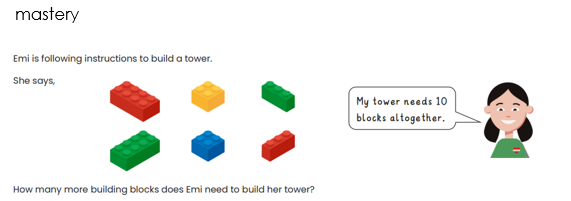 mastery
Emi is following instructions to build a tower.
She says,
My tower needs 10
blocks altogether.
How many more building blocks does Emi need to build her tower?